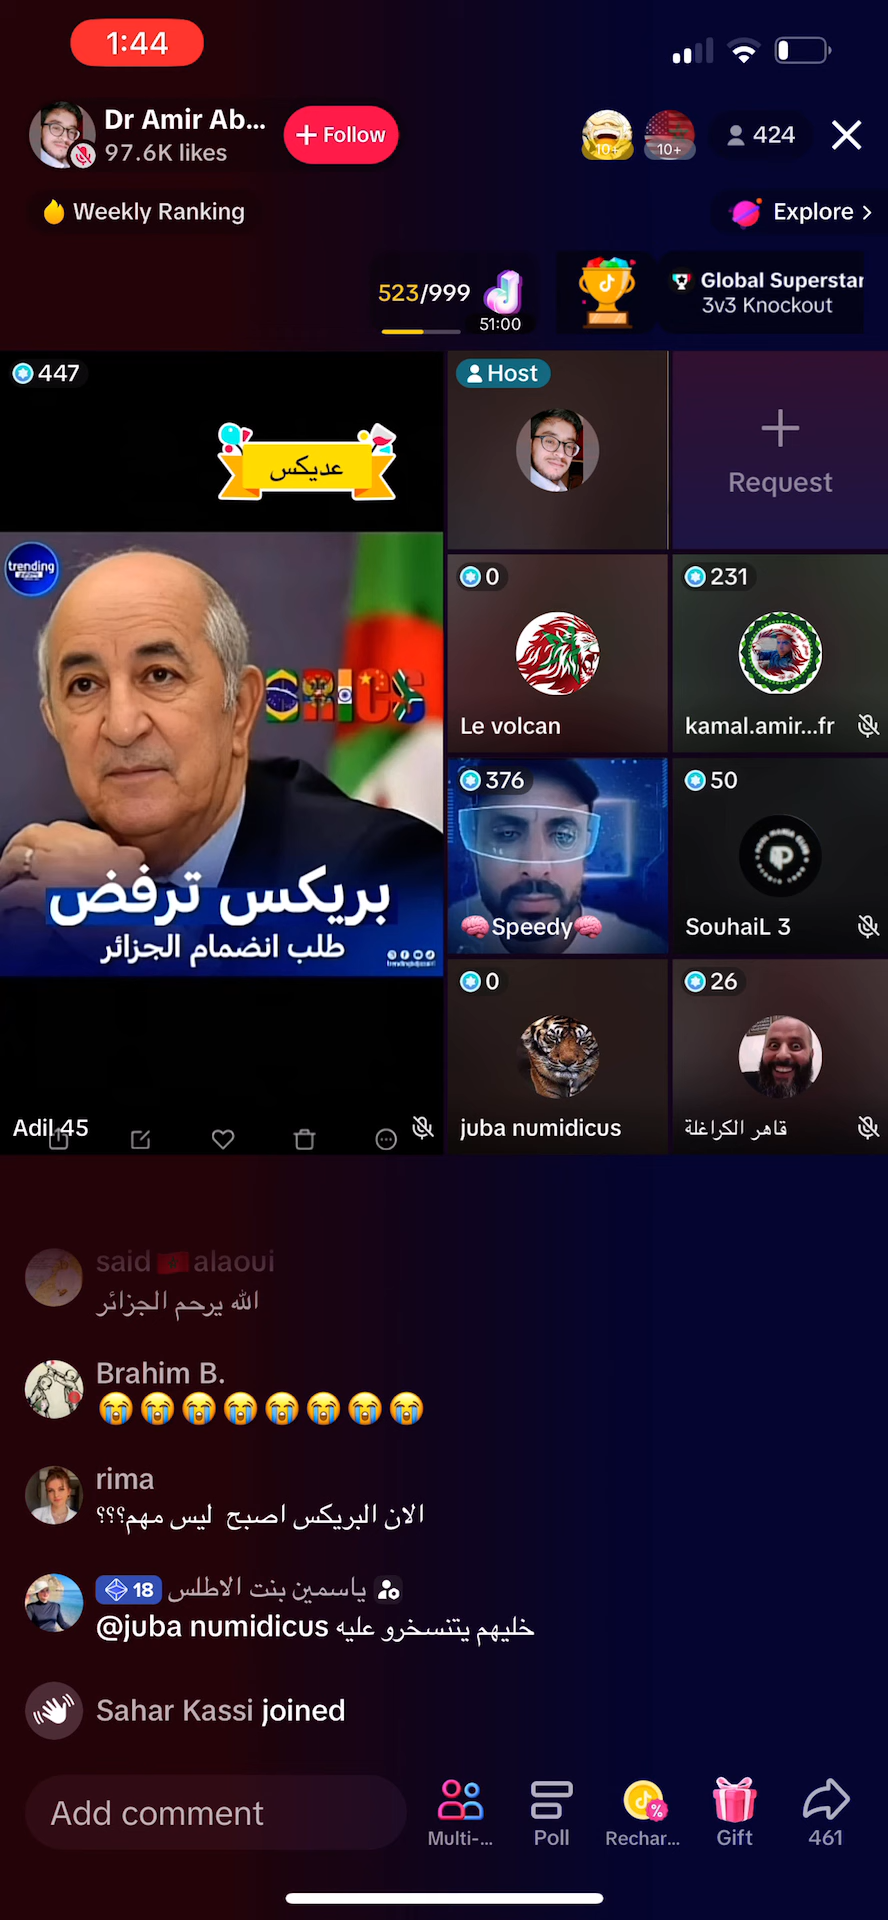 1:44
Dr Amir Ab...
97.6K likes
+ Follow
10+
10+
424
Weekly Ranking
Explore >
523/999
51:00
Global Superstar
3v3 Knockout
447
عديكس
trending
BRICS
بريكس ترفض
طلب انضمام الجزائر
Adil 45
Host
Request
0
Le volcan
231
kamal.amir...fr
376
🧠Speedy🧠
50
SouhaiL 3
0
juba numidicus
26
قاهر الكراغلة
said🇲🇦alaoui
الله يرحم الجزائر
Brahim B.
😭😭😭😭😭😭😭😭
rima
الان البريكس اصبح ليس مهم؟؟؟
18 ياسمين بنت الاطلس
@juba numidicus خليهم يتنسخرو عليه
Sahar Kassi joined
Add comment
Multi-...
Poll
Rechar...
Gift
461